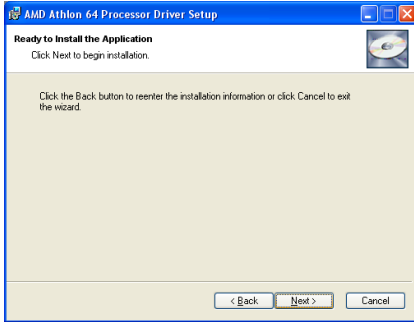 AMD Athlon 64 Processor Driver Setup
Ready to Install the Application
Click Next to begin installation.
Click the Back button to reenter the installation information or click Cancel to exit
the wizard.
< Back
Next >
Cancel